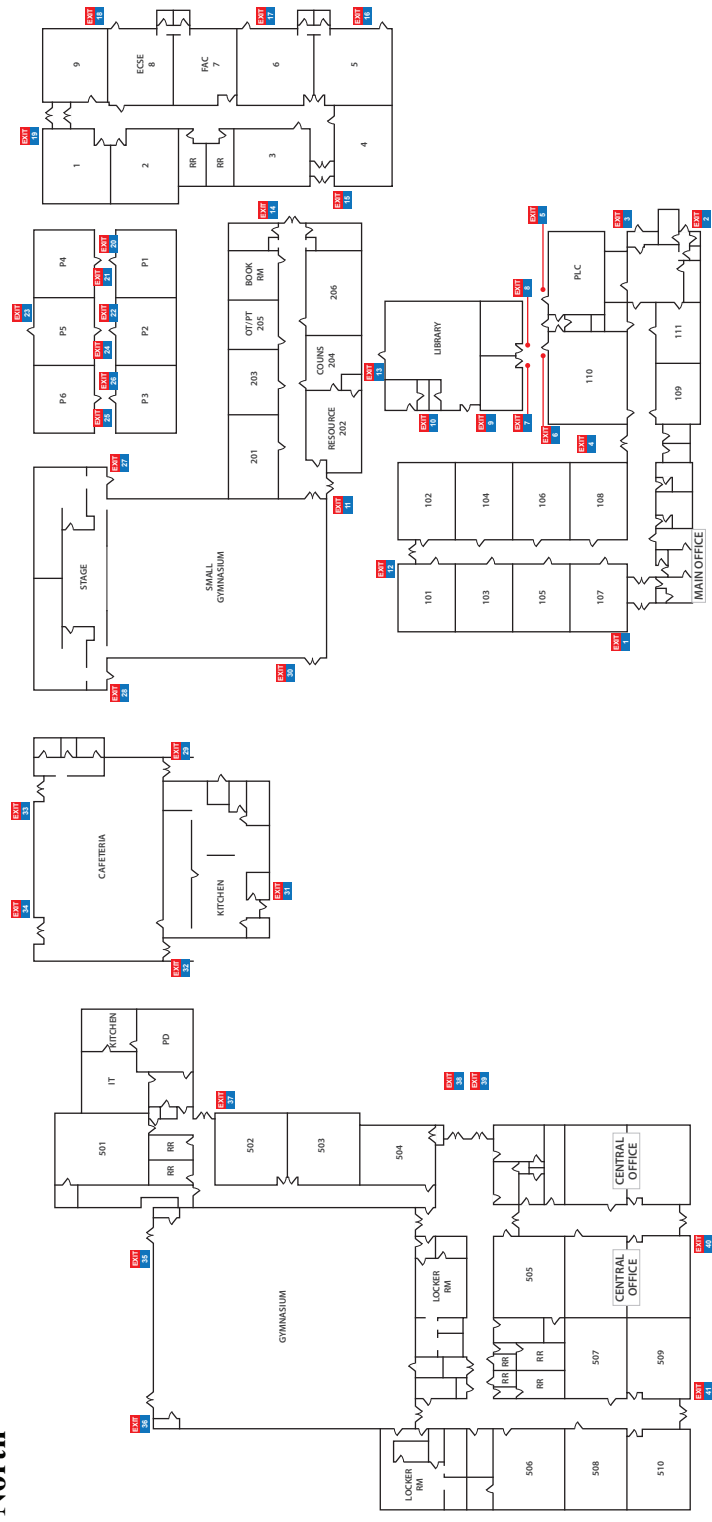 North
EXIT 36
EXIT 35
GYMNASIUM
LOCKER
RM
LOCKER
RM
501
IT
KITCHEN
PD
RR
RR
EXIT 37
502
503
504
EXIT 38
EXIT 39
505
506
RR
RR
RR
RR
507
508
509
510
CENTRAL
OFFICE
CENTRAL
OFFICE
EXIT 41
EXIT 40
EXIT 34
EXIT 33
CAFETERIA
EXIT 32
EXIT 29
KITCHEN
EXIT 31
STAGE
EXIT 28
EXIT 27
SMALL
GYMNASIUM
EXIT 30
EXIT 11
201
203
OT/PT
205
BOOK
RM
EXIT 14
RESOURCE
202
COUNS
204
206
EXIT 23
P6
P5
P4
EXIT 25
EXIT 26
EXIT 24
EXIT 22
EXIT 21
EXIT 20
P3
P2
P1
EXIT 19
EXIT 18
EXIT 17
EXIT 16
EXIT 15
9
ECSE
8
FAC
7
6
5
1
2
RR
RR
3
4
EXIT 12
101
102
103
104
105
106
107
108
EXIT 1
MAIN OFFICE
EXIT 13
LIBRARY
EXIT 10
EXIT 9
EXIT 7
EXIT 8
EXIT 6
EXIT 5
EXIT 4
110
PLC
EXIT 3
109
111
EXIT 2